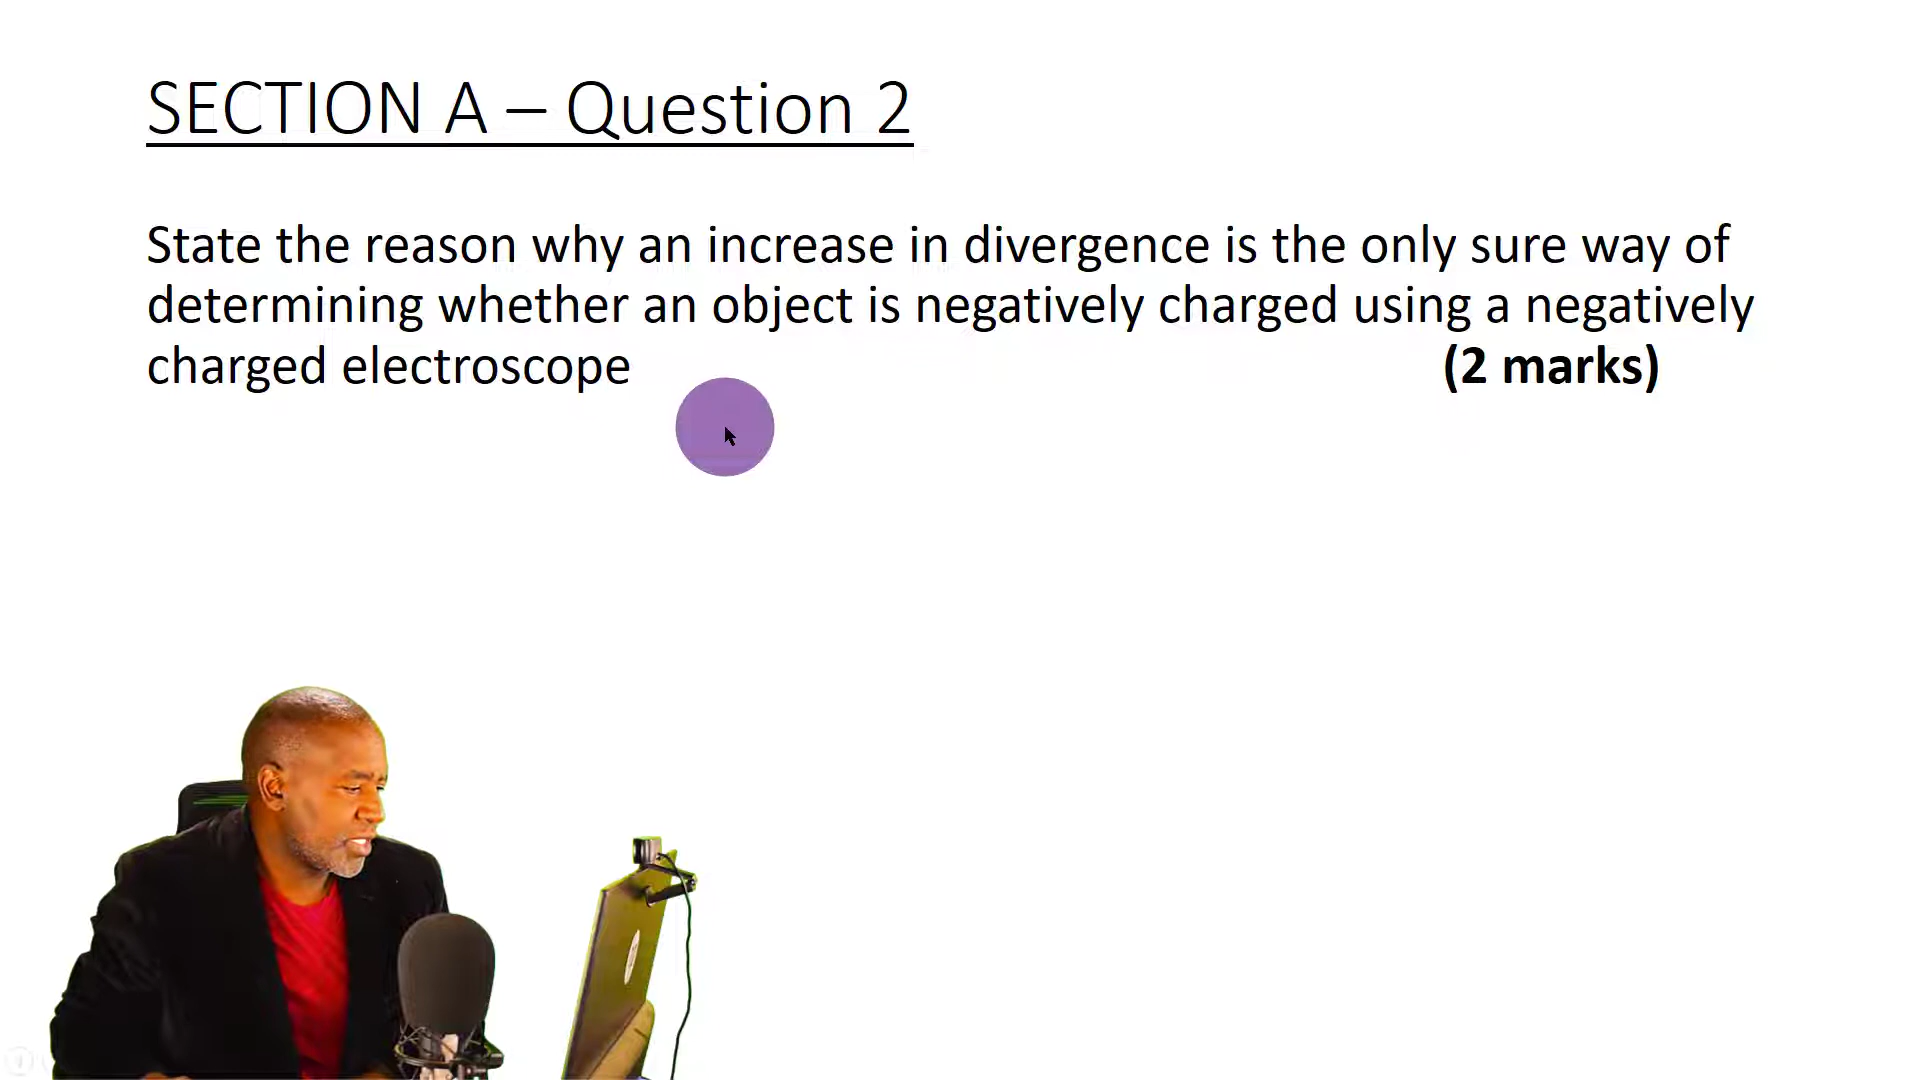 SECTION A – Question 2
State the reason why an increase in divergence is the only sure way of
determining whether an object is negatively charged using a negatively
charged electroscope (2 marks)